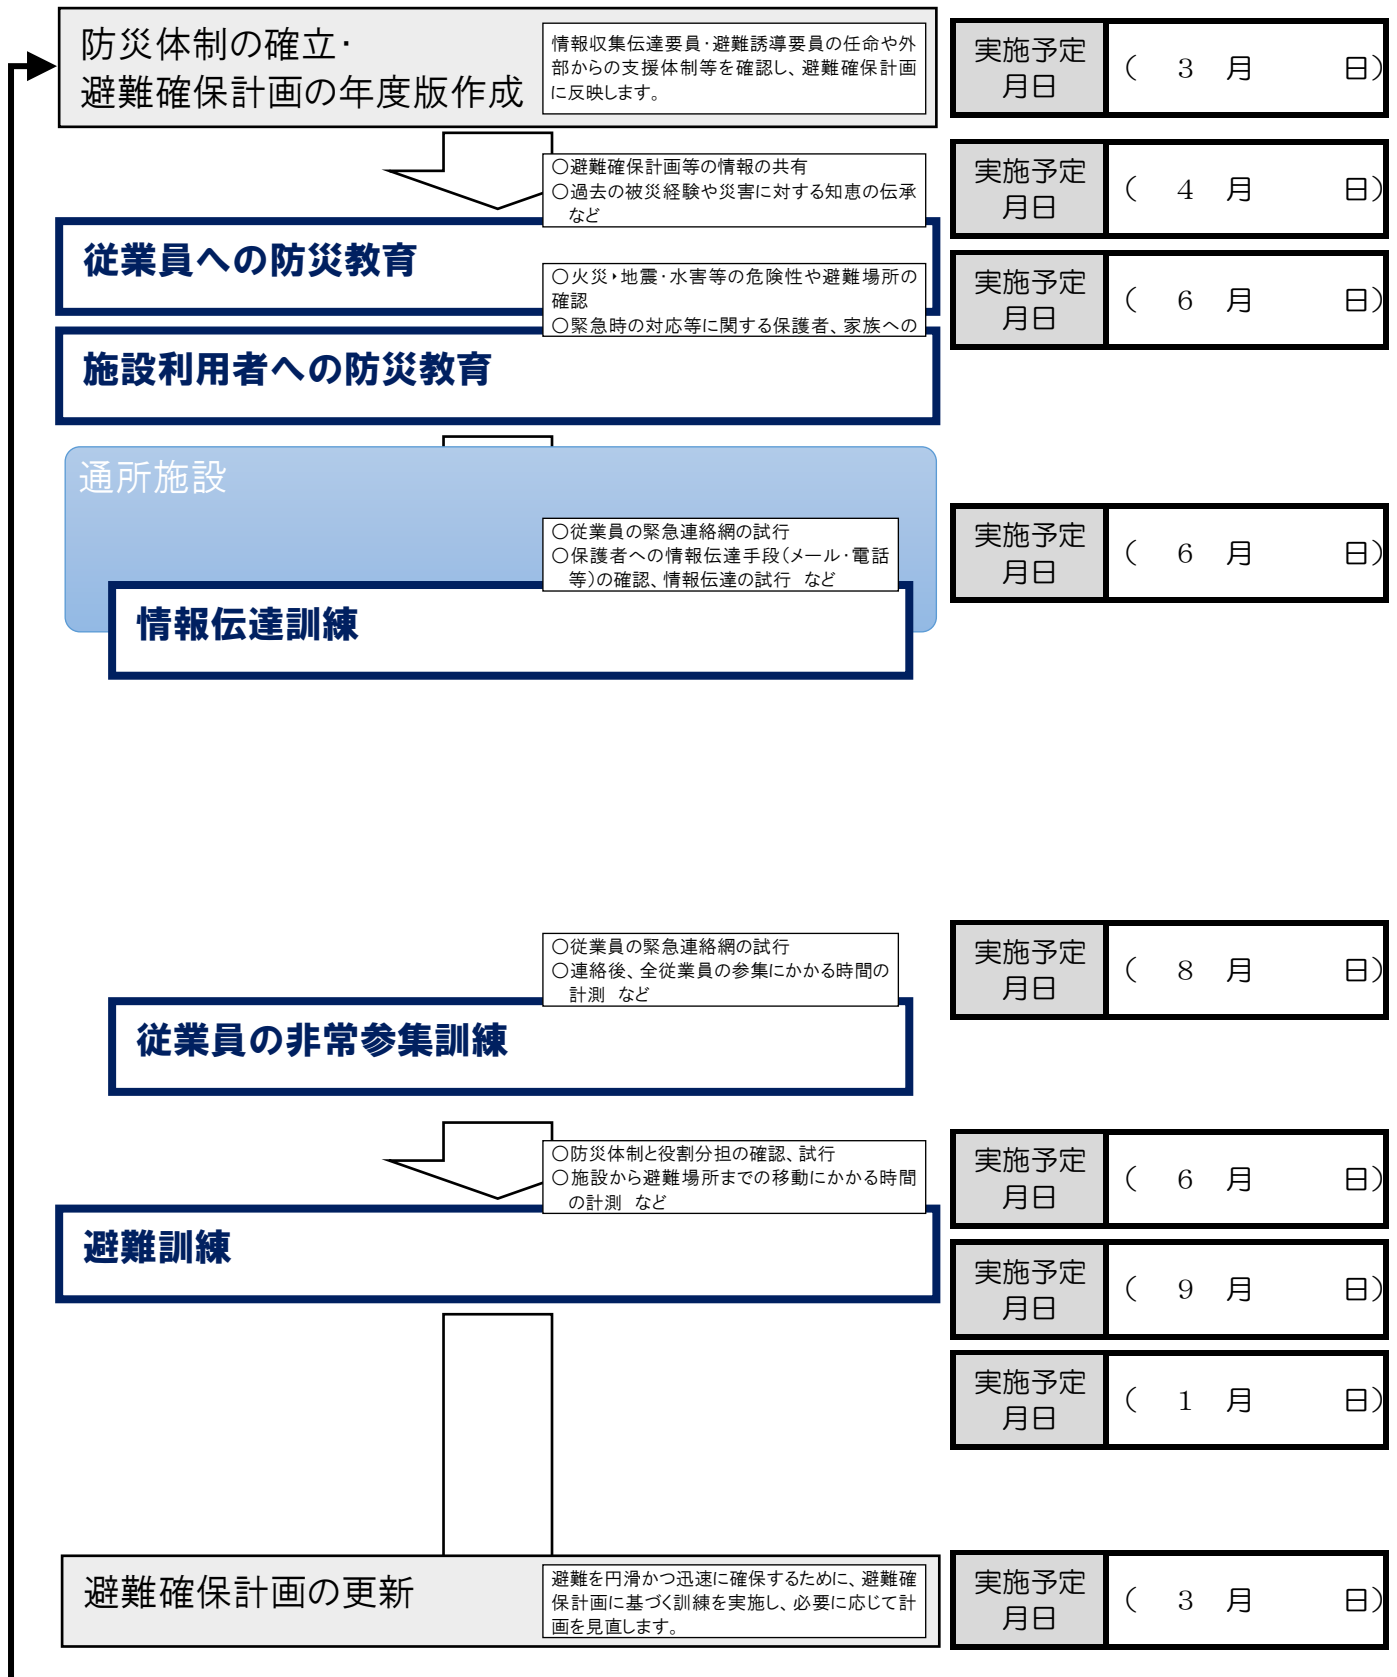 防災体制の確立・
避難確保計画の年度版作成
情報収集伝達要員・避難誘導要員の任命や外
部からの支援体制等を確認し、避難確保計画
に反映します。
実施予定
月日
（　3　月　　日）
○避難確保計画等の情報の共有
○過去の被災経験や災害に対する知恵の伝承
など
実施予定
月日
（　4　月　　日）
従業員への防災教育
○火災・地震・水害等の危険性や避難場所の
確認
○緊急時の対応等に関する保護者、家族への
実施予定
月日
（　6　月　　日）
施設利用者への防災教育
通所施設
○従業員の緊急連絡網の試行
○保護者への情報伝達手段（メール・電話
等）の確認、情報伝達の試行　など
実施予定
月日
（　6　月　　日）
情報伝達訓練
○従業員の緊急連絡網の試行
○連絡後、全従業員の参集にかかる時間の
計測　など
実施予定
月日
（　8　月　　日）
従業員の非常参集訓練
○防災体制と役割分担の確認、試行
○施設から避難場所までの移動にかかる時間
の計測　など
実施予定
月日
（　6　月　　日）
避難訓練
実施予定
月日
（　9　月　　日）
実施予定
月日
（　1　月　　日）
避難確保計画の更新
避難を円滑かつ迅速に確保するために、避難確
保計画に基づく訓練を実施し、必要に応じて計
画を見直します。
実施予定
月日
（　3　月　　日）